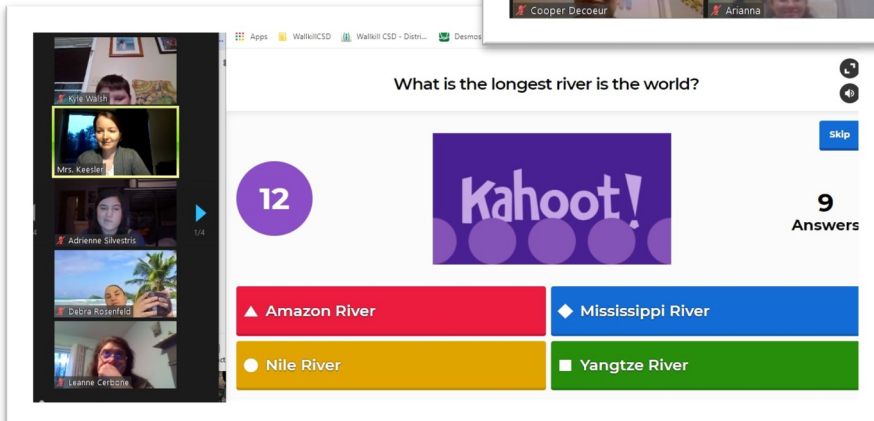 Cooper Decoeur
Arianna
Apps WallkillCSD Wallkill CSD - Distri... Desmos
What is the longest river is the world?
Kyle Walsh
Skip
Mrs. Keesler
12
Kahoot!
9
Answers
Adrienne Silvestris
1/4
Debra Rosenfeld
Leanne Cerbone
Amazon River
Mississippi River
Nile River
Yangtze River